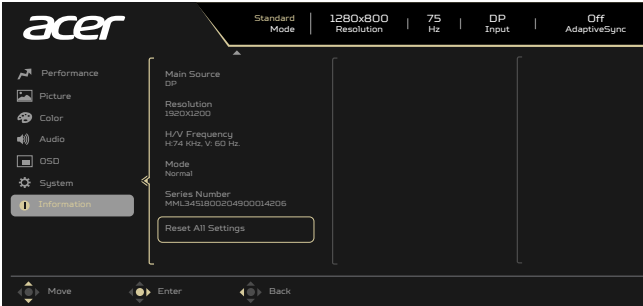 acer
Standard
Mode
1280x800
Resolution
75
Hz
DP
Input
Off
AdaptiveSync
Performance
Picture
Color
Audio
OSD
System
Information
Main Source
DP
Resolution
1920X1200
H/V Frequency
H:74 KHz, V: 60 Hz.
Mode
Normal
Series Number
MML3451800204900014206
Reset All Settings
Move
Enter
Back